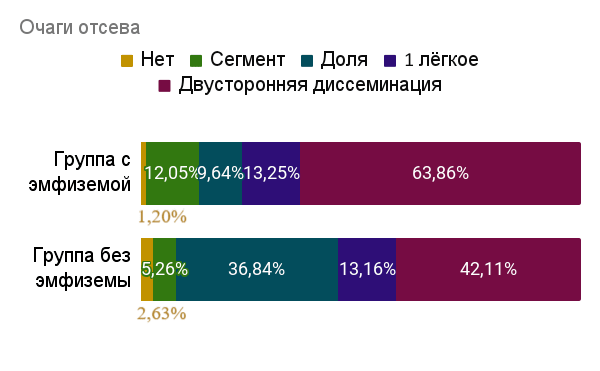 Очаги отсева
Нет Сегмент Доля 1 лёгкое
Двусторонняя диссеминация
Группа с
эмфиземой
12,05% 9,64% 13,25% 63,86%
1,20%
Группа без
эмфиземы
5,26% 36,84% 13,16% 42,11%
2,63%